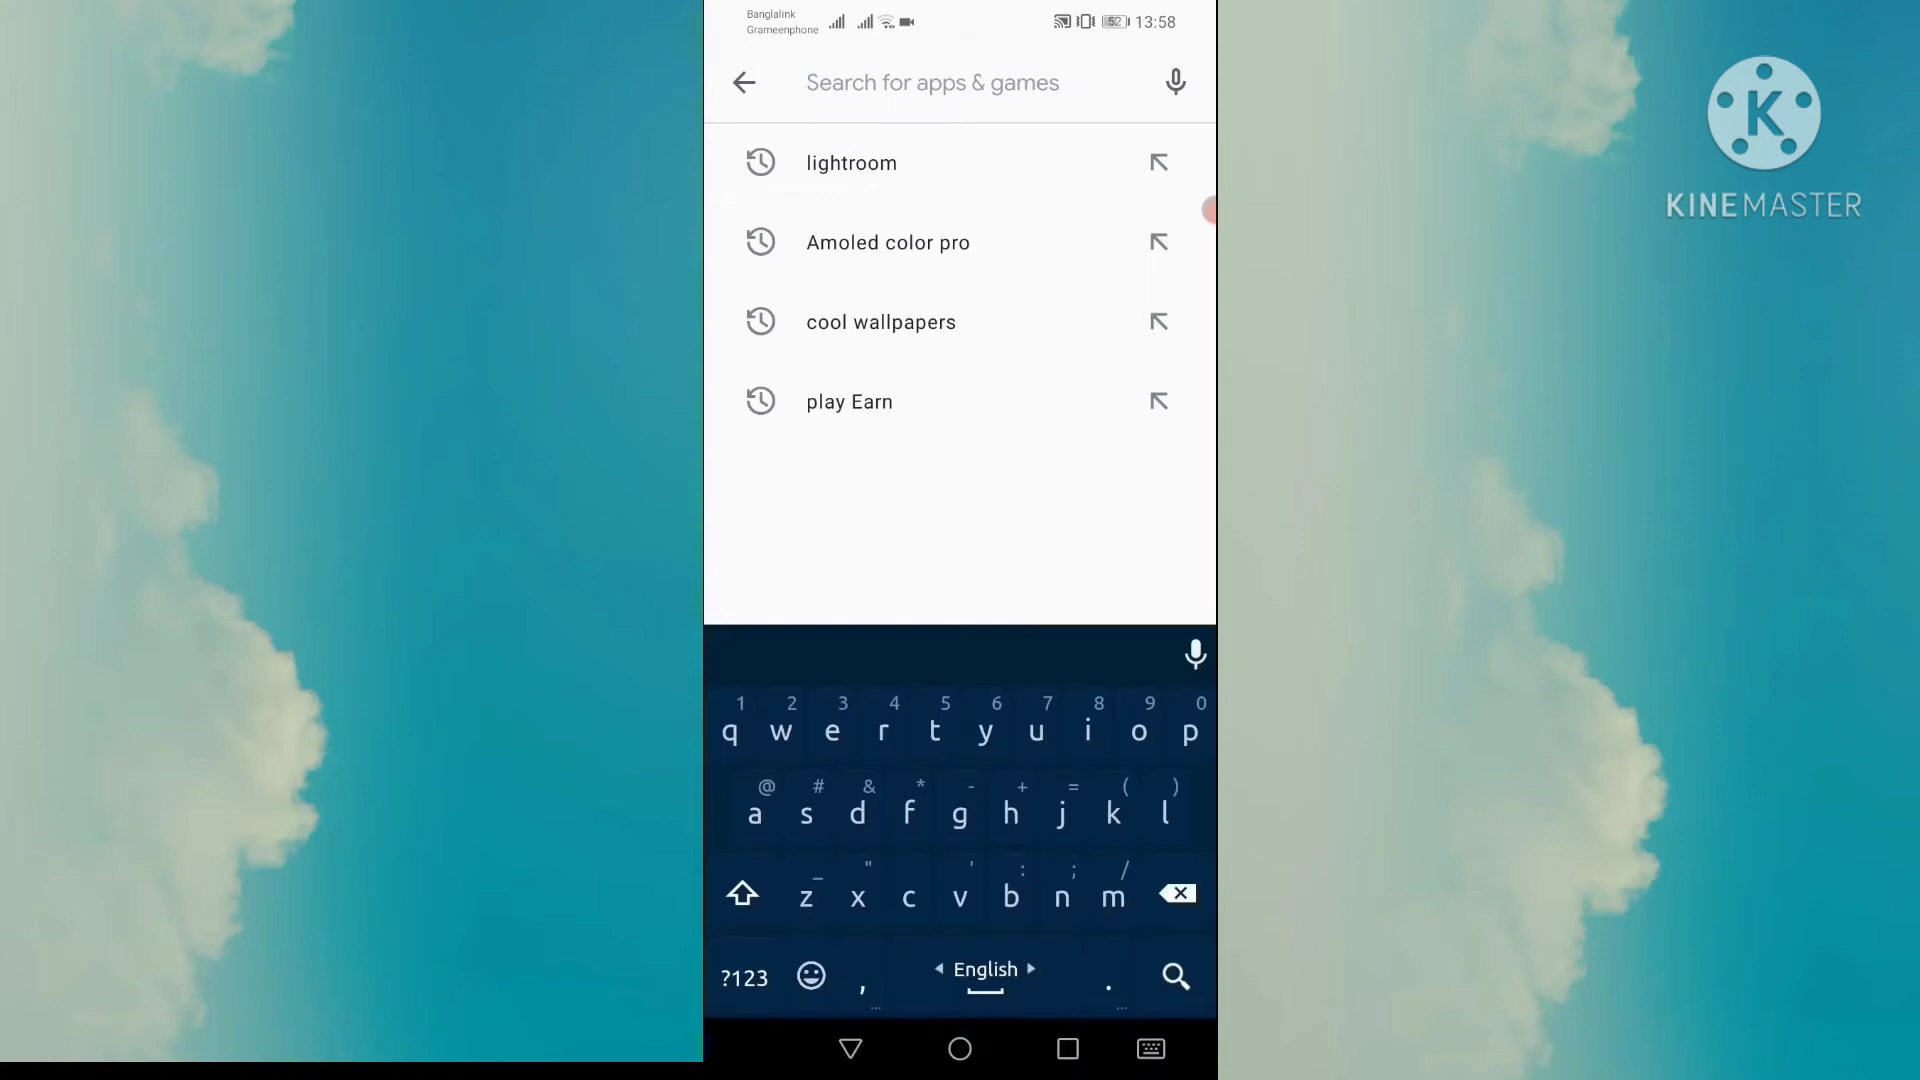 Banglalink
Grameenphone
52 13:58
Search for apps & games
K
KINEMASTER
lightroom
Amoled color pro
cool wallpapers
play Earn
1 2 3 4 5 6 7 8 9 0
q w e r t y u i o p
@ # & * - + = ( )
a s d f g h j k l
_ " ' : ; /
z x c v b n m
?123 , English .